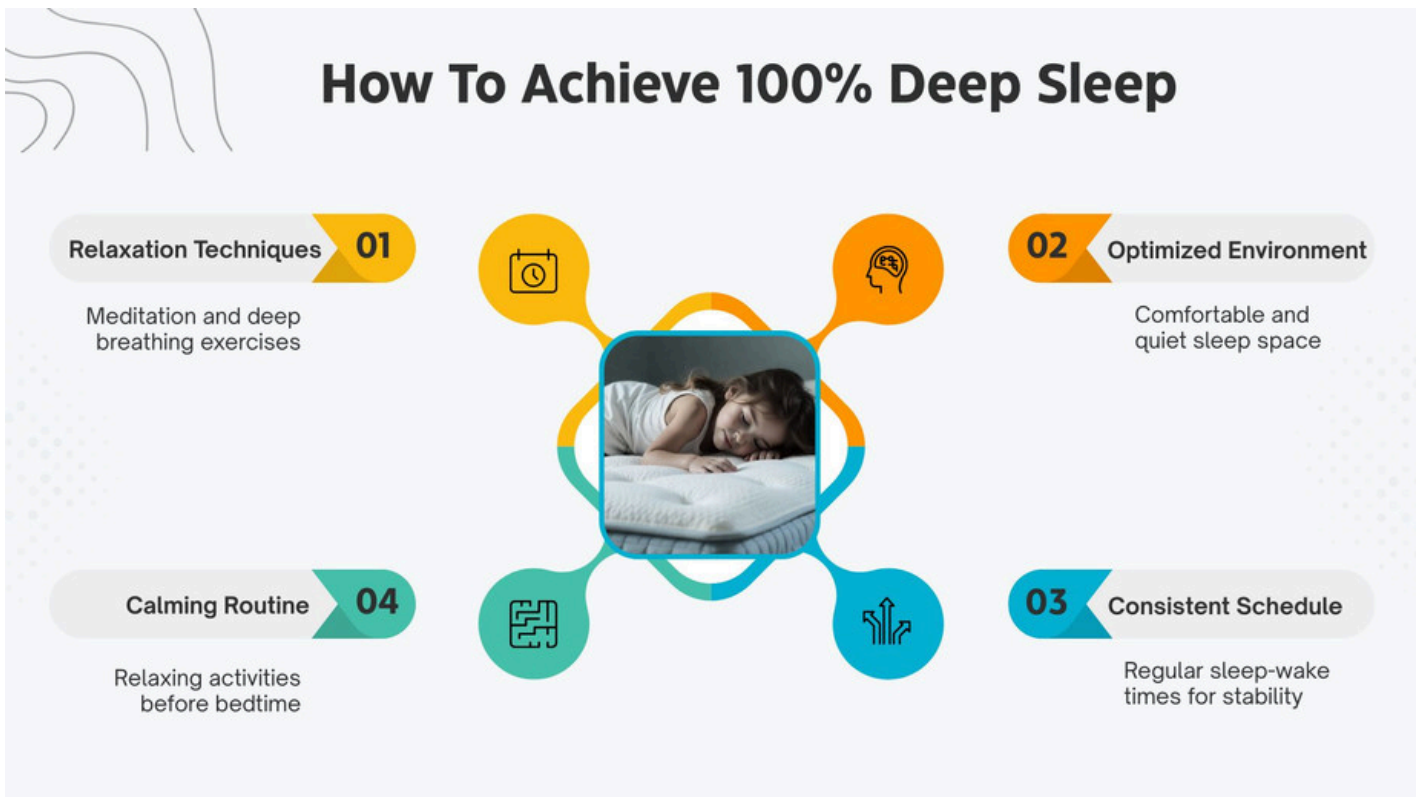 How To Achieve 100% Deep Sleep
Relaxation Techniques 01
Meditation and deep
breathing exercises
02 Optimized Environment
Comfortable and
quiet sleep space
03 Consistent Schedule
Regular sleep-wake
times for stability
Calming Routine 04
Relaxing activities
before bedtime